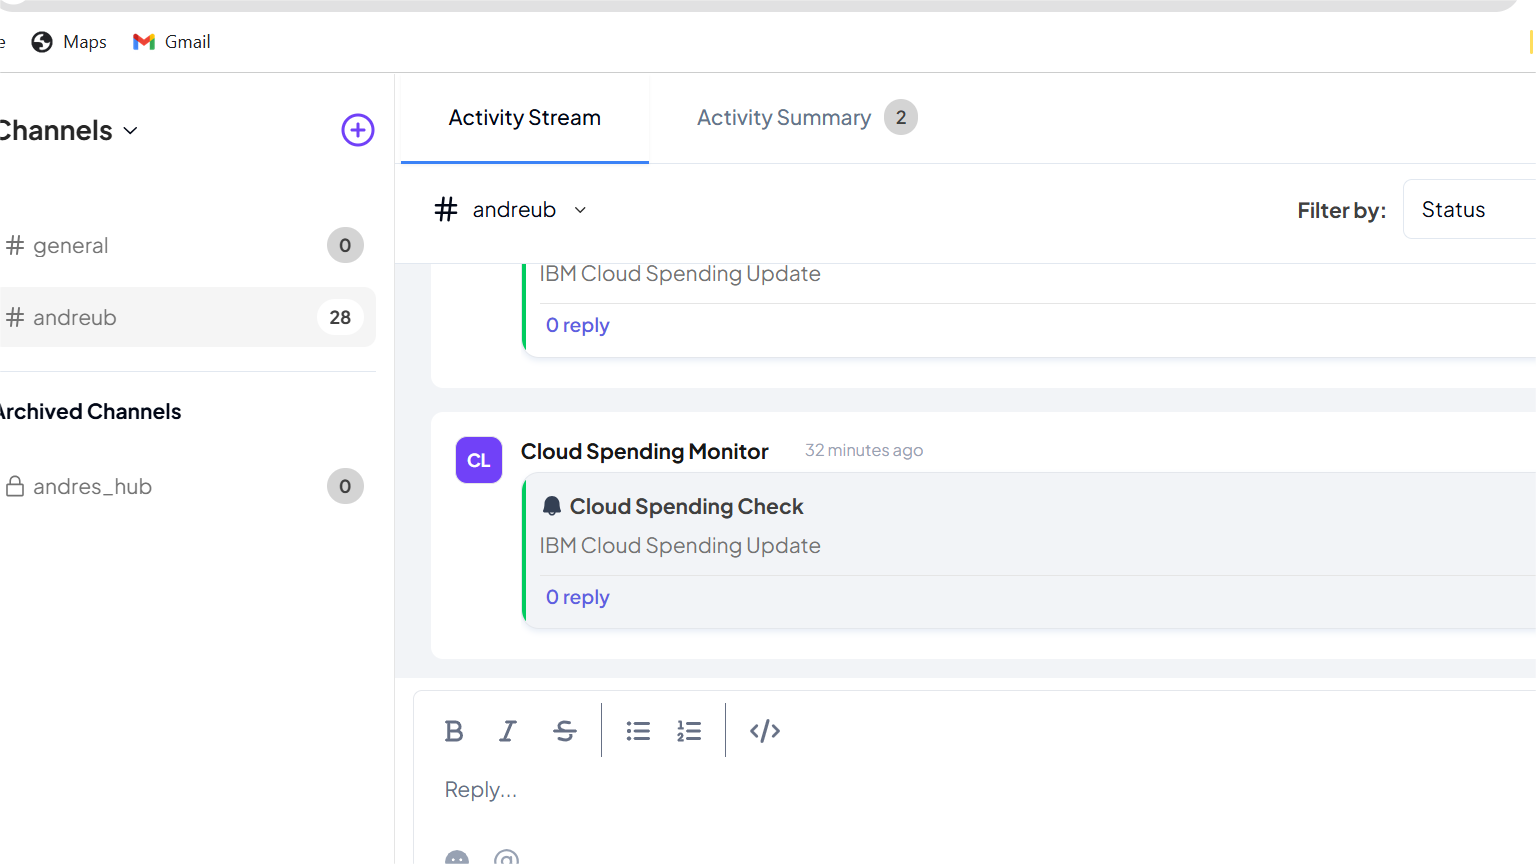 e Maps Gmail
Channels
Activity Stream
Activity Summary 2
# andreub
Filter by: Status
# general 0
# andreub 28
Archived Channels
andres_hub 0
IBM Cloud Spending Update
0 reply
CL
Cloud Spending Monitor 32 minutes ago
Cloud Spending Check
IBM Cloud Spending Update
0 reply
B I S </>
Reply...
@